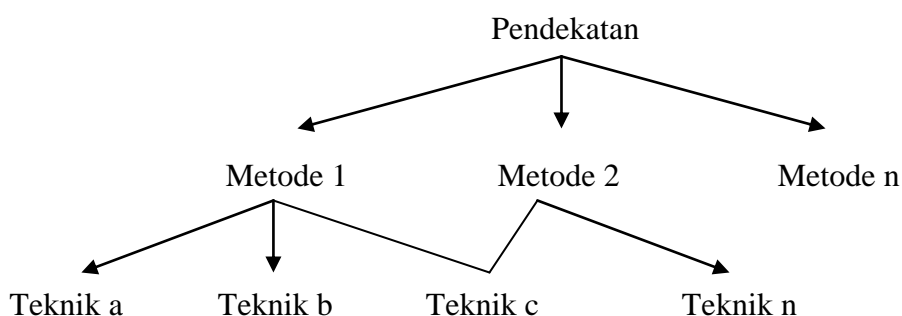 Pendekatan
Metode 1 Metode 2 Metode n
Teknik a Teknik b Teknik c Teknik n